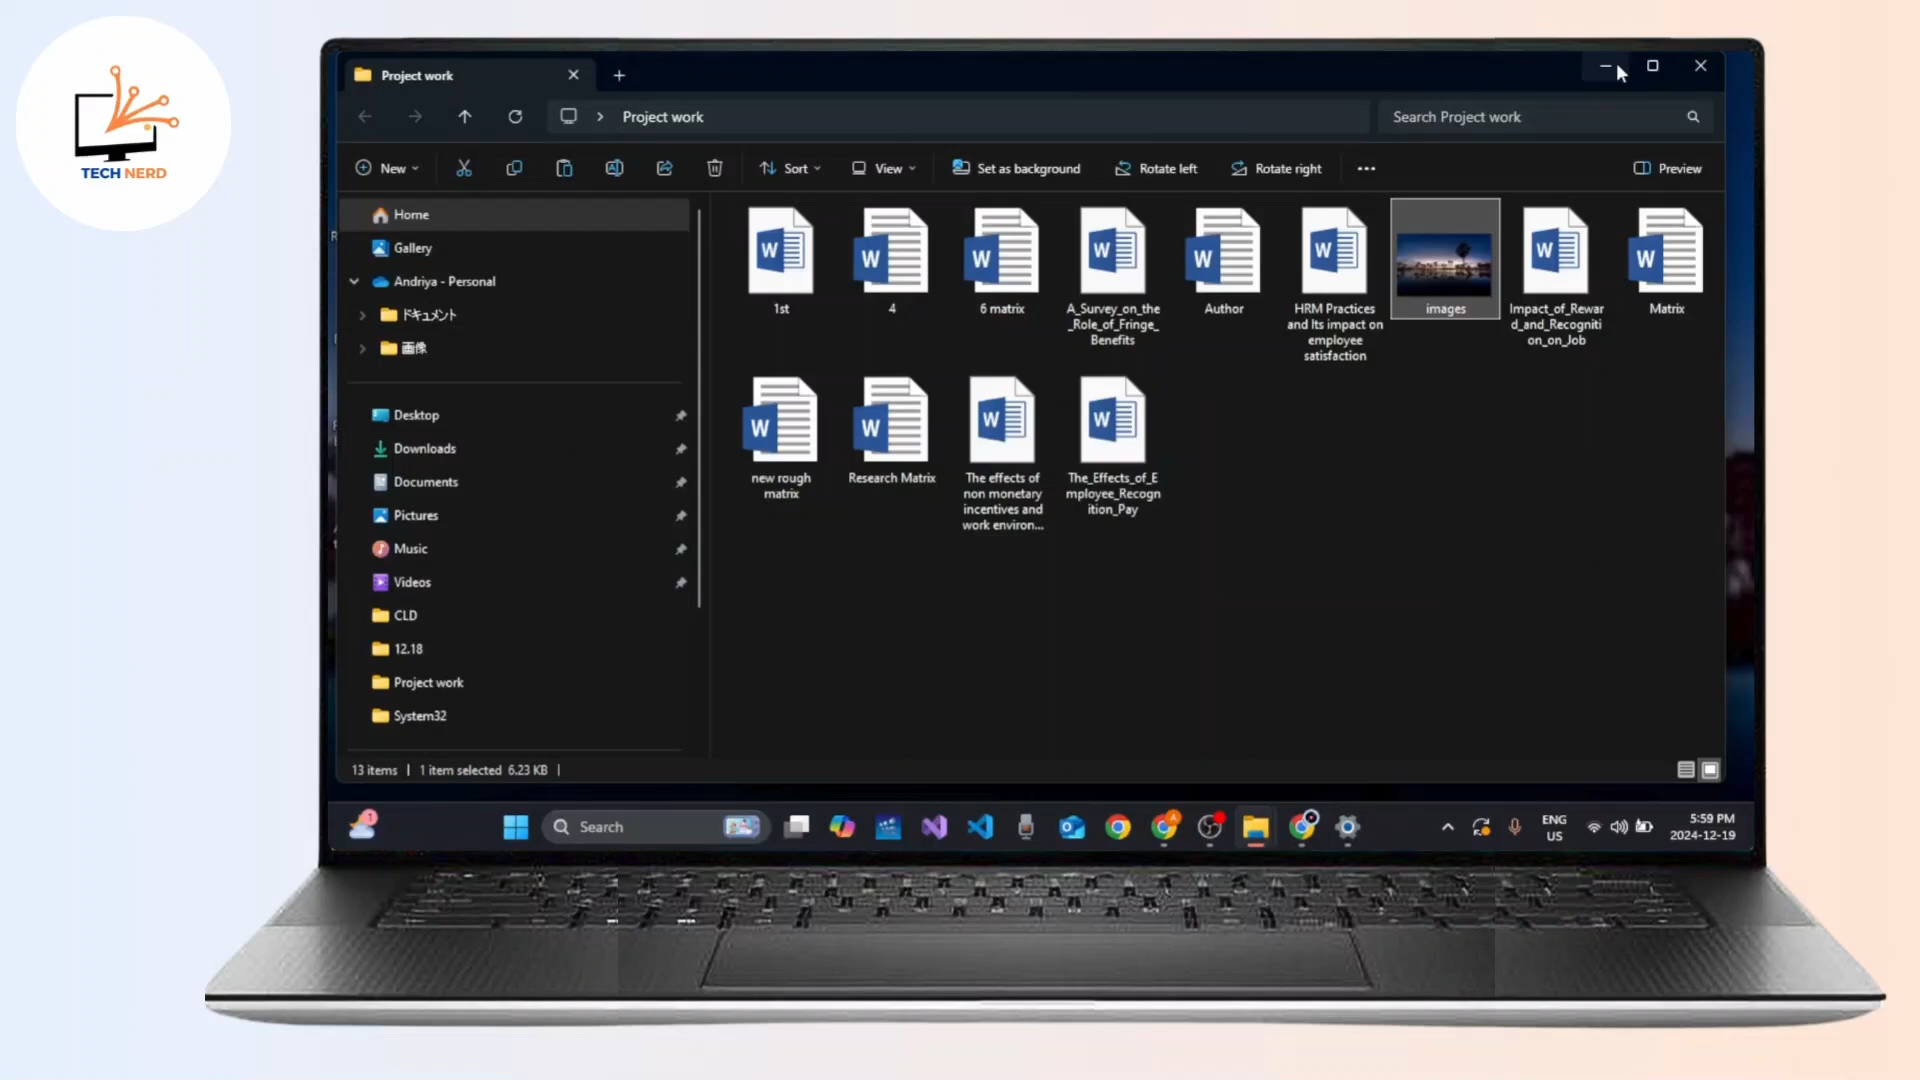 TECH NERD
Project work
Project work
Search Project work
New
Sort
View
Set as background
Rotate left
Rotate right
Preview
Home
Gallery
Andriya - Personal
ドキュメント
画像
Desktop
Downloads
Documents
Pictures
Music
Videos
CLD
12.18
Project work
System32
1st
4
6 matrix
A_Survey_on_the
_Role_of_Fringe_
Benefits
Author
HRM Practices
and Its impact on
employee
satisfaction
images
Impact_of_Rewar
d_and_Recogniti
on_on_Job
Matrix
new rough
matrix
Research Matrix
The effects of
non monetary
incentives and
work environ...
The_Effects_of_E
mployee_Recogn
ition_Pay
13 items
1 item selected 6.23 KB
1
Search
ENG
US
5:59 PM
2024-12-19